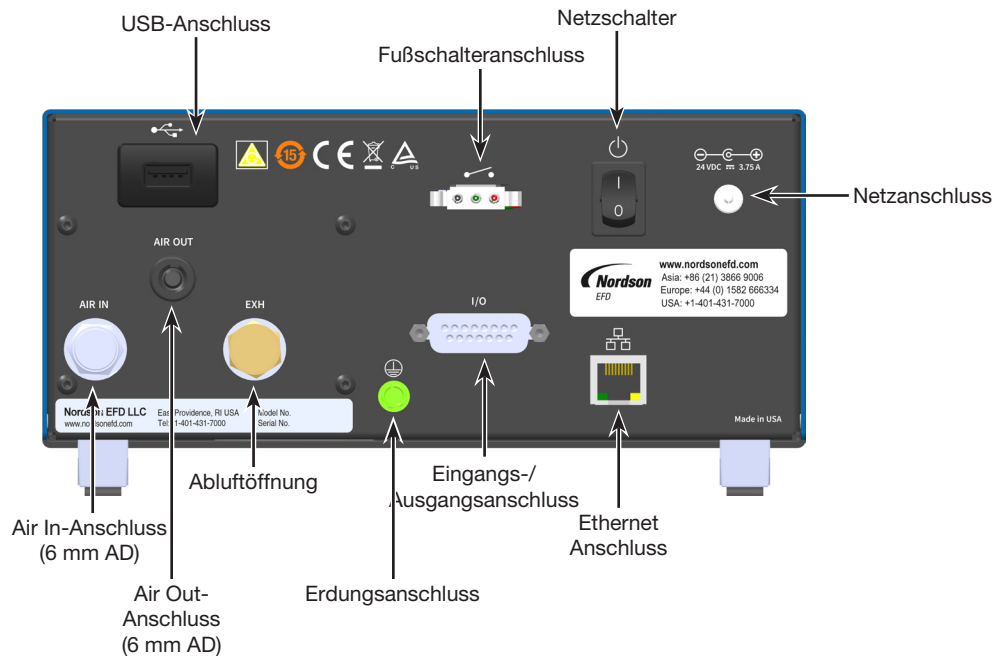 USB-Anschluss
Netzschalter
Fußschalteranschluss
15
C US
24 VDC 3.75 A
Netzanschluss
I
0
AIR OUT
www.nordsonefd.com
Asia: +86 (21) 3866 9006
Europe: +44 (0) 1582 666334
USA: +1-401-431-7000
Nordson
EFD
AIR IN
EXH
I/O
Nordson EFD LLC
www.nordsonefd.com
East Providence, RI USA
Tel: +1-401-431-7000
Model No.
Serial No.
Made in USA
Abluftöffnung
Eingangs-/
Ausgangsanschluss
Air In-Anschluss
(6 mm AD)
Ethernet
Anschluss
Air Out-
Anschluss
(6 mm AD)
Erdungsanschluss